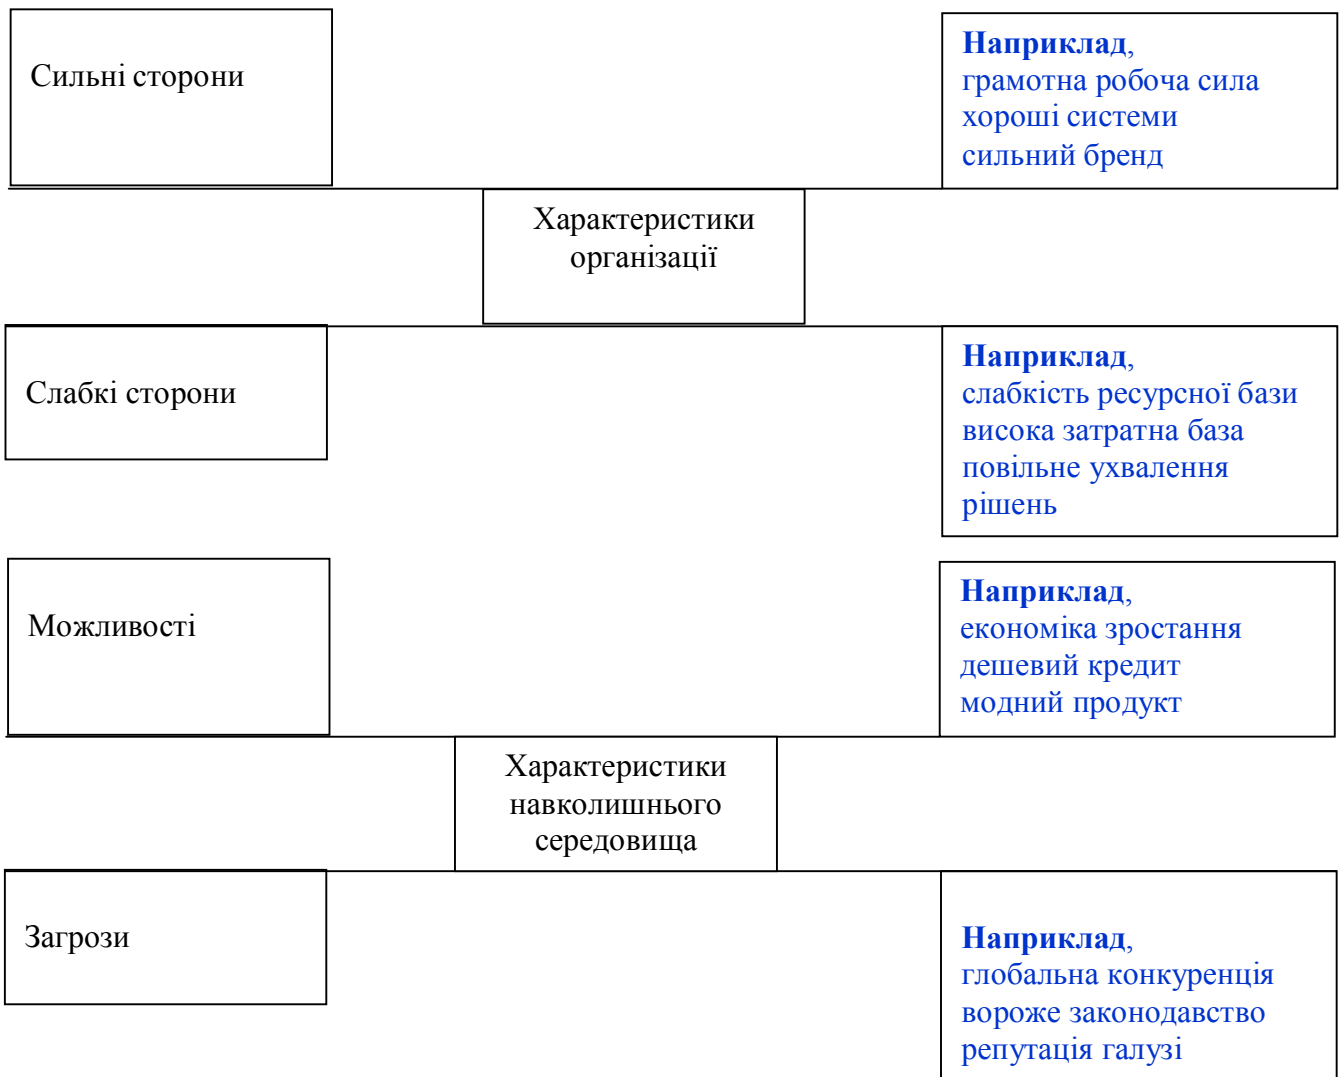 Сильні сторони
Наприклад,
грамотна робоча сила
хороші системи
сильний бренд
Характеристики
організації
Слабкі сторони
Наприклад,
слабкість ресурсної бази
висока затратна база
повільне ухвалення
рішень
Можливості
Наприклад,
економіка зростання
дешевий кредит
модний продукт
Характеристики
навколишнього
середовища
Загрози
Наприклад,
глобальна конкуренція
вороже законодавство
репутація галузі